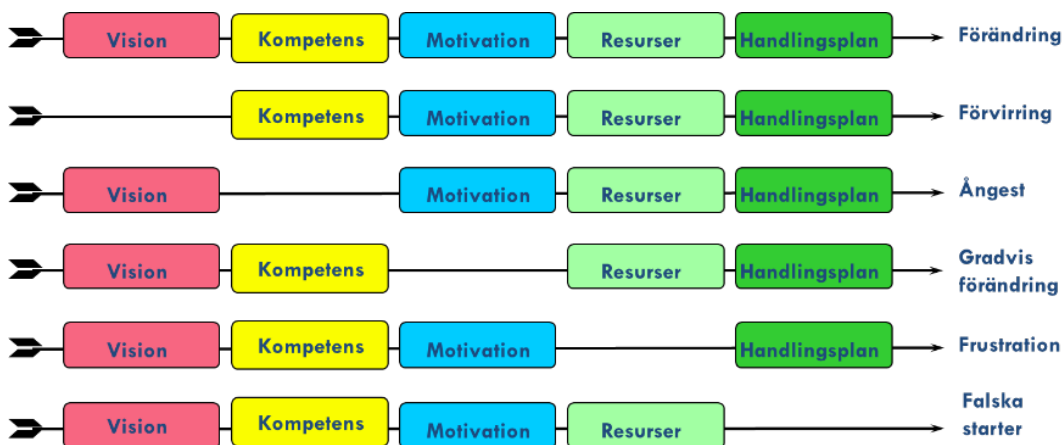 Vision Kompetens Motivation Resurser Handlingsplan Förändring
Kompetens Motivation Resurser Handlingsplan Förvirring
Vision Motivation Resurser Handlingsplan Ångest
Vision Kompetens Resurser Handlingsplan Gradvis
förändring
Vision Kompetens Motivation Handlingsplan Frustration
Vision Kompetens Motivation Resurser Falska
starter